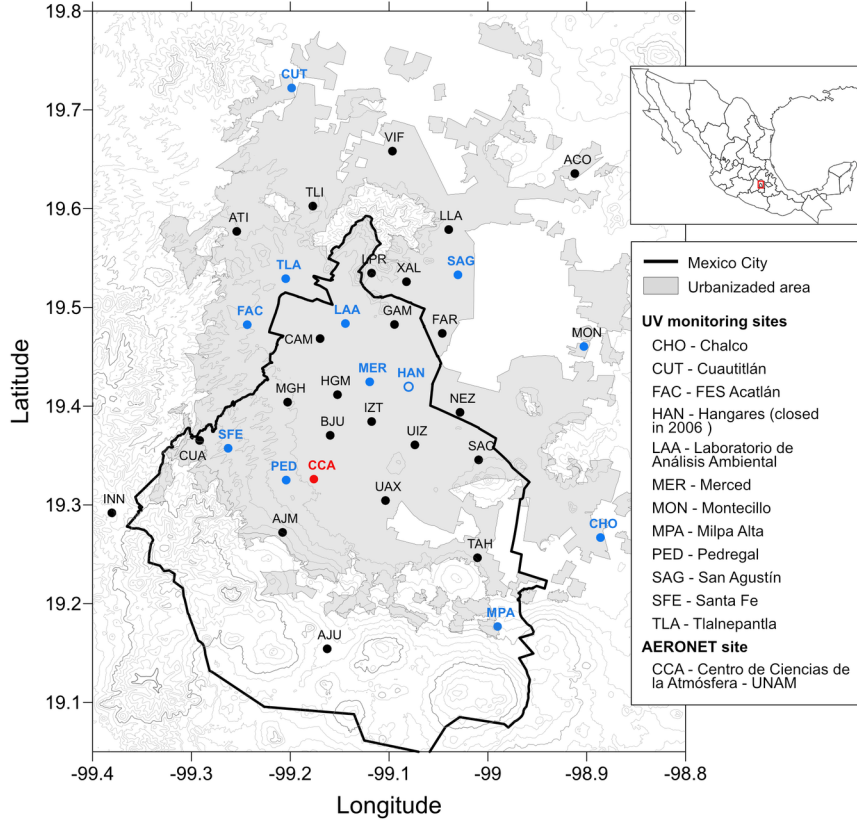 19.8
CUT
19.7
VIF
ACO
TLI
19.6
ATI
LLA
TLA
LPR
XAL
SAG
19.5
FAC
LAA
GAM
FAR
CAM
MON
MER
HAN
MGH
HGM
NEZ
19.4
IZT
BJU
UIZ
SFE
CUA
SAC
PED
CCA
UAX
19.3
INN
AJM
CHO
TAH
19.2
MPA
AJU
19.1
-99.4
-99.3
-99.2
-99.1
-99
-98.9
-98.8
Latitude
Longitude
Mexico City
Urbanizaded area
UV monitoring sites
CHO - Chalco
CUT - Cuautitlán
FAC - FES Acatlán
HAN - Hangares (closed
in 2006 )
LAA - Laboratorio de
Análisis Ambiental
MER - Merced
MON - Montecillo
MPA - Milpa Alta
PED - Pedregal
SAG - San Agustín
SFE - Santa Fe
TLA - Tlalnepantla
AERONET site
CCA - Centro de Ciencias de
la Atmósfera - UNAM